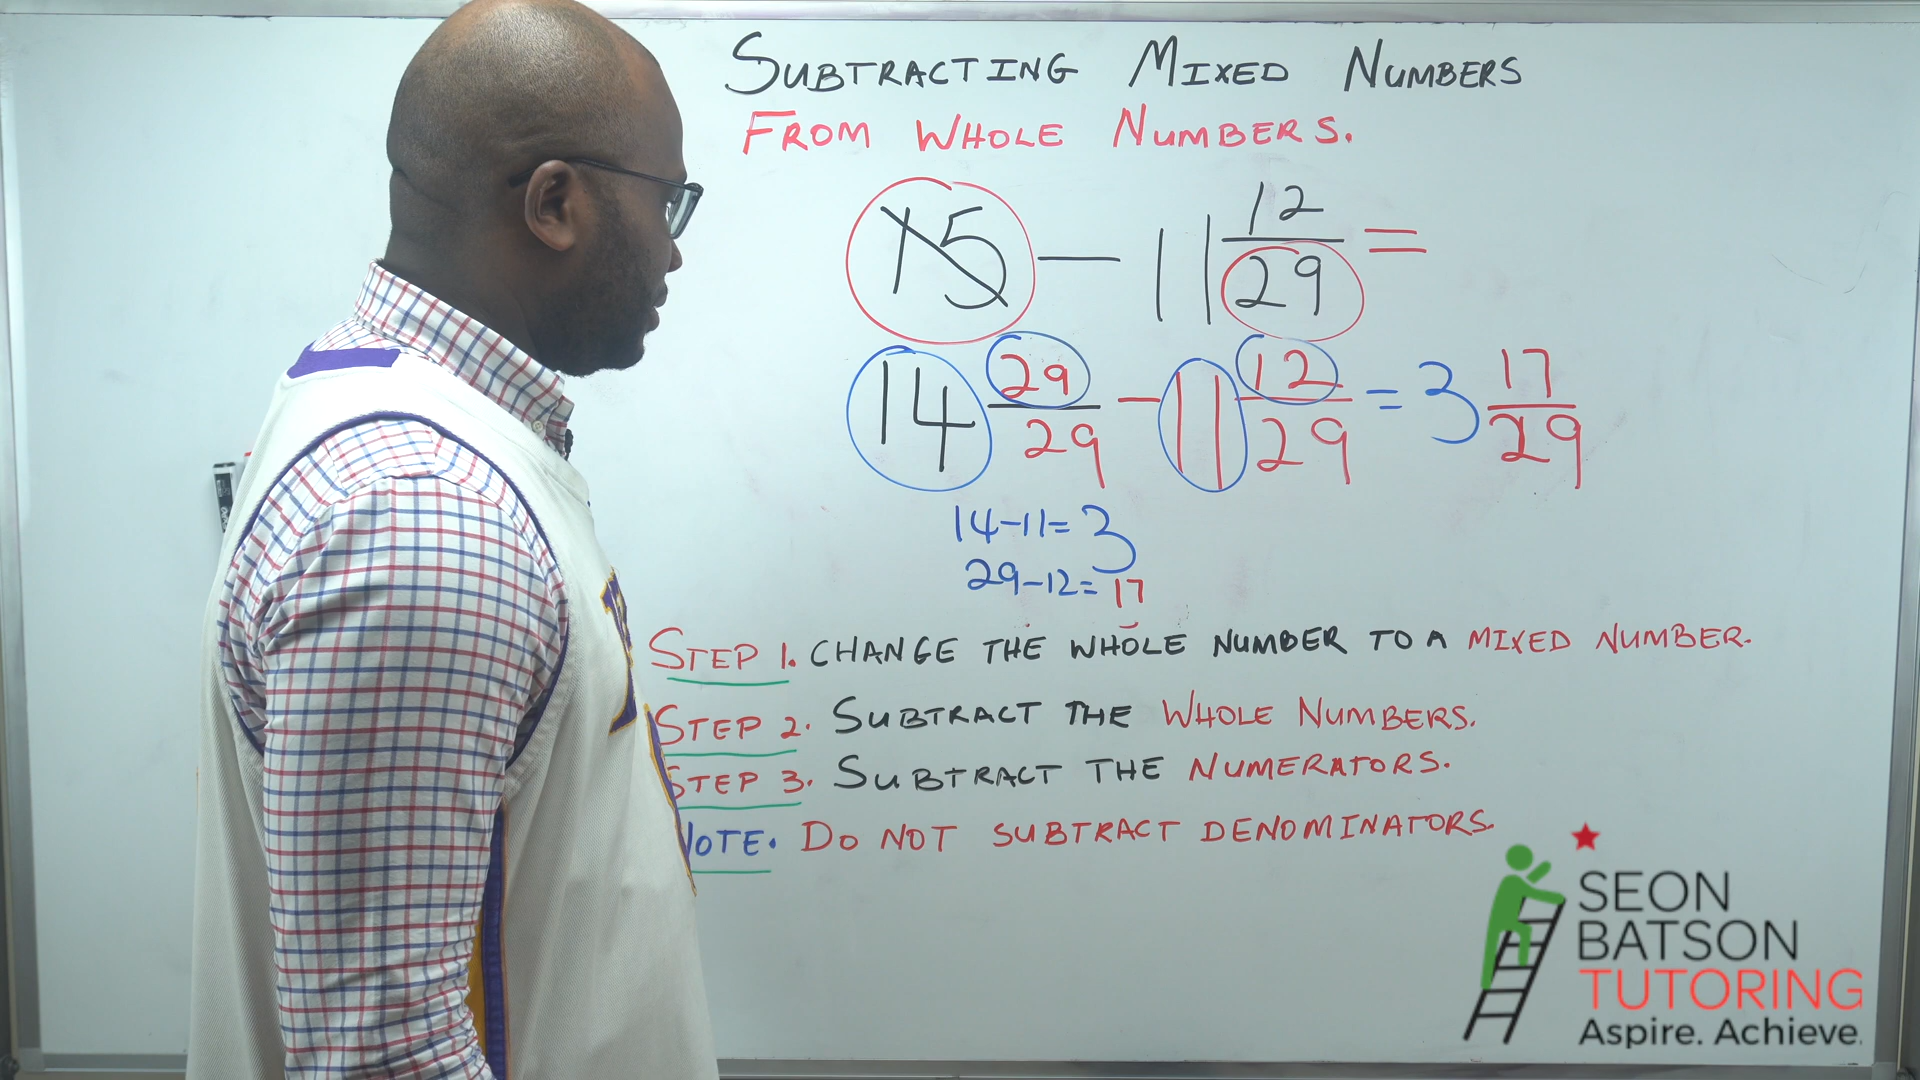 SUBTRACTING MIXED NUMBERS
FROM WHOLE NUMBERS.
15 — 11 12/29 =
14 29/29 - 11 12/29 = 3 17/29
14-11= 3
29-12= 17
STEP 1. CHANGE THE WHOLE NUMBER TO A MIXED NUMBER.
STEP 2. SUBTRACT THE WHOLE NUMBERS.
STEP 3. SUBTRACT THE NUMERATORS.
NOTE. DO NOT SUBTRACT DENOMINATORS.
SEON
BATSON
TUTORING
Aspire. Achieve.